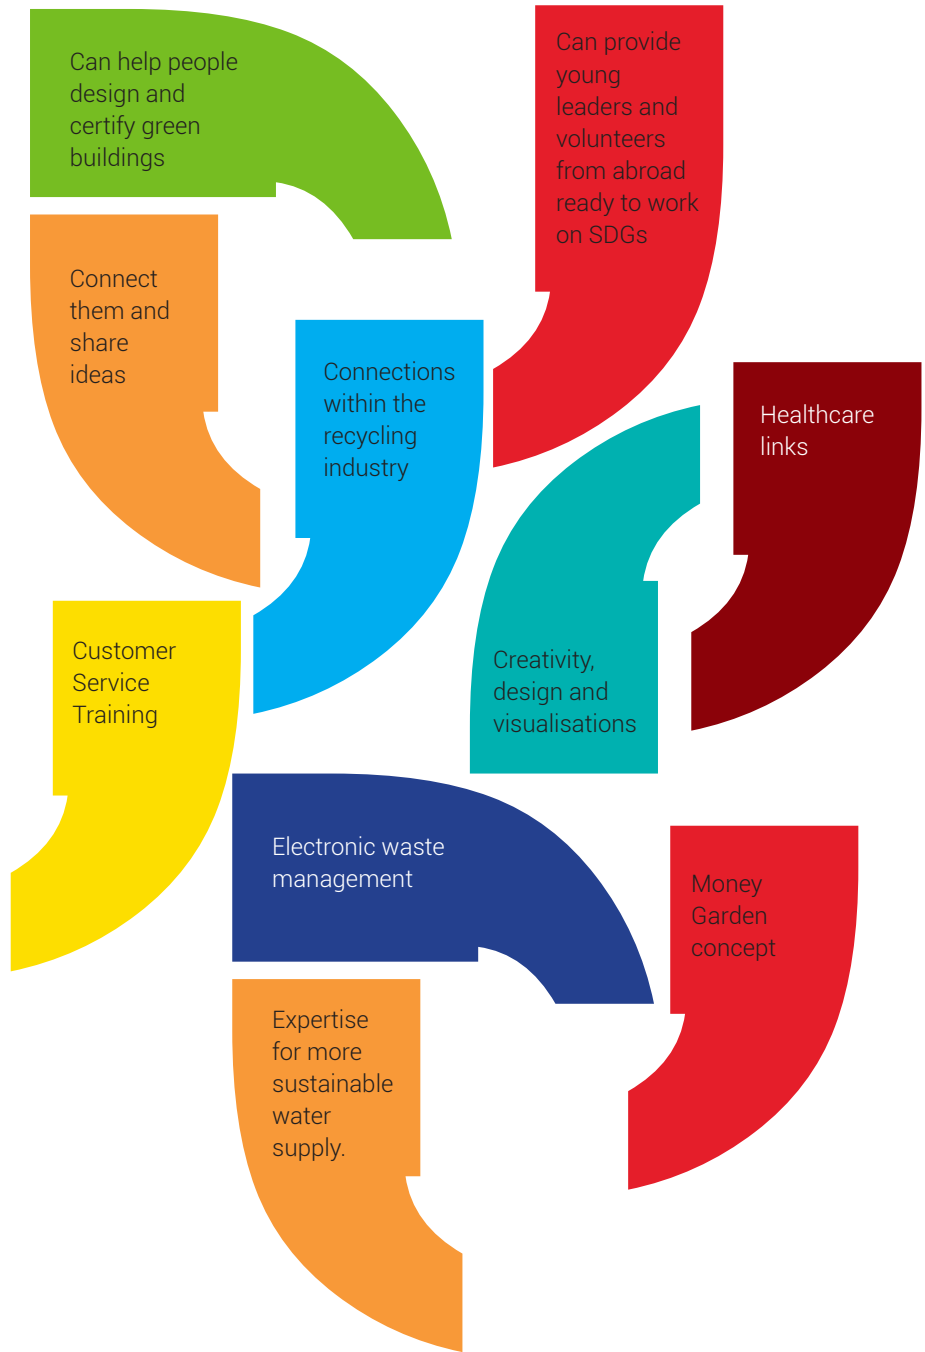 Can help people
design and
certify green
buildings
Can provide
young
leaders and
volunteers
from abroad
ready to work
on SDGs
Connect
them and
share
ideas
Connections
within the
recycling
industry
Healthcare
links
Customer
Service
Training
Creativity,
design and
visualisations
Electronic waste
management
Money
Garden
concept
Expertise
for more
sustainable
water
supply.